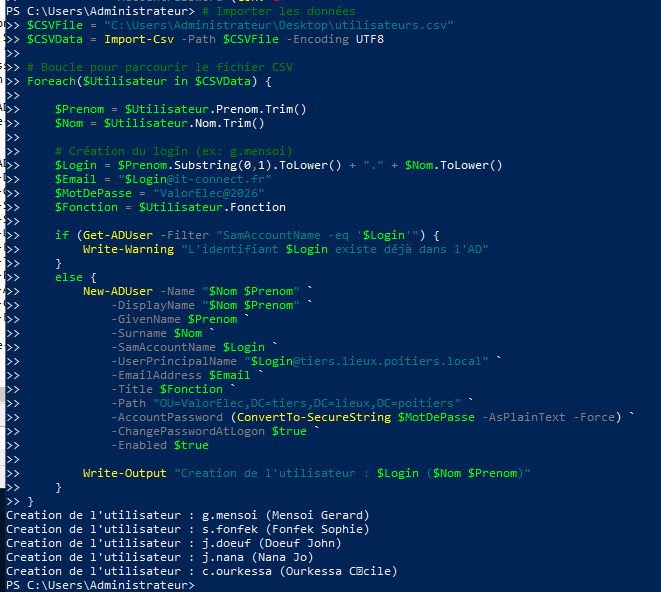 PS C:\Users\Administrateur> # Importer les données
>> $CSVFile = "C:\Users\Administrateur\Desktop\utilisateurs.csv"
>> $CSVData = Import-Csv -Path $CSVFile -Encoding UTF8
>>
>> # Boucle pour parcourir le fichier CSV
>> Foreach($Utilisateur in $CSVData) {
>>
>>     $Prenom = $Utilisateur.Prenom.Trim()
>>     $Nom = $Utilisateur.Nom.Trim()
>>
>>     # Création du login (ex: g.mensoi)
>>     $Login = $Prenom.Substring(0,1).ToLower() + "." + $Nom.ToLower()
>>     $Email = "$Login@it-connect.fr"
>>     $MotDePasse = "ValorElec@2026"
>>     $Fonction = $Utilisateur.Fonction
>>
>>     if (Get-ADUser -Filter "SamAccountName -eq '$Login'") {
>>         Write-Warning "L'identifiant $Login existe déjà dans l'AD"
>>     }
>>     else {
>>         New-ADUser -Name "$Nom $Prenom" `
>>             -DisplayName "$Nom $Prenom" `
>>             -GivenName $Prenom `
>>             -Surname $Nom `
>>             -SamAccountName $Login `
>>             -UserPrincipalName "$Login@tiers.lieux.poitiers.local" `
>>             -EmailAddress $Email `
>>             -Title $Fonction `
>>             -Path "OU=ValorElec,DC=tiers,DC=lieux,DC=poitiers" `
>>             -AccountPassword (ConvertTo-SecureString $MotDePasse -AsPlainText -Force) `
>>             -ChangePasswordAtLogon $true `
>>             -Enabled $true
>>
>>         Write-Output "Creation de l'utilisateur : $Login ($Nom $Prenom)"
>>     }
>> }
Creation de l'utilisateur : g.mensoi (Mensoi Gerard)
Creation de l'utilisateur : s.fonfek (Fonfek Sophie)
Creation de l'utilisateur : j.doeuf (Doeuf John)
Creation de l'utilisateur : j.nana (Nana Jo)
Creation de l'utilisateur : c.ourkessa (Ourkessa C�cile)
PS C:\Users\Administrateur>